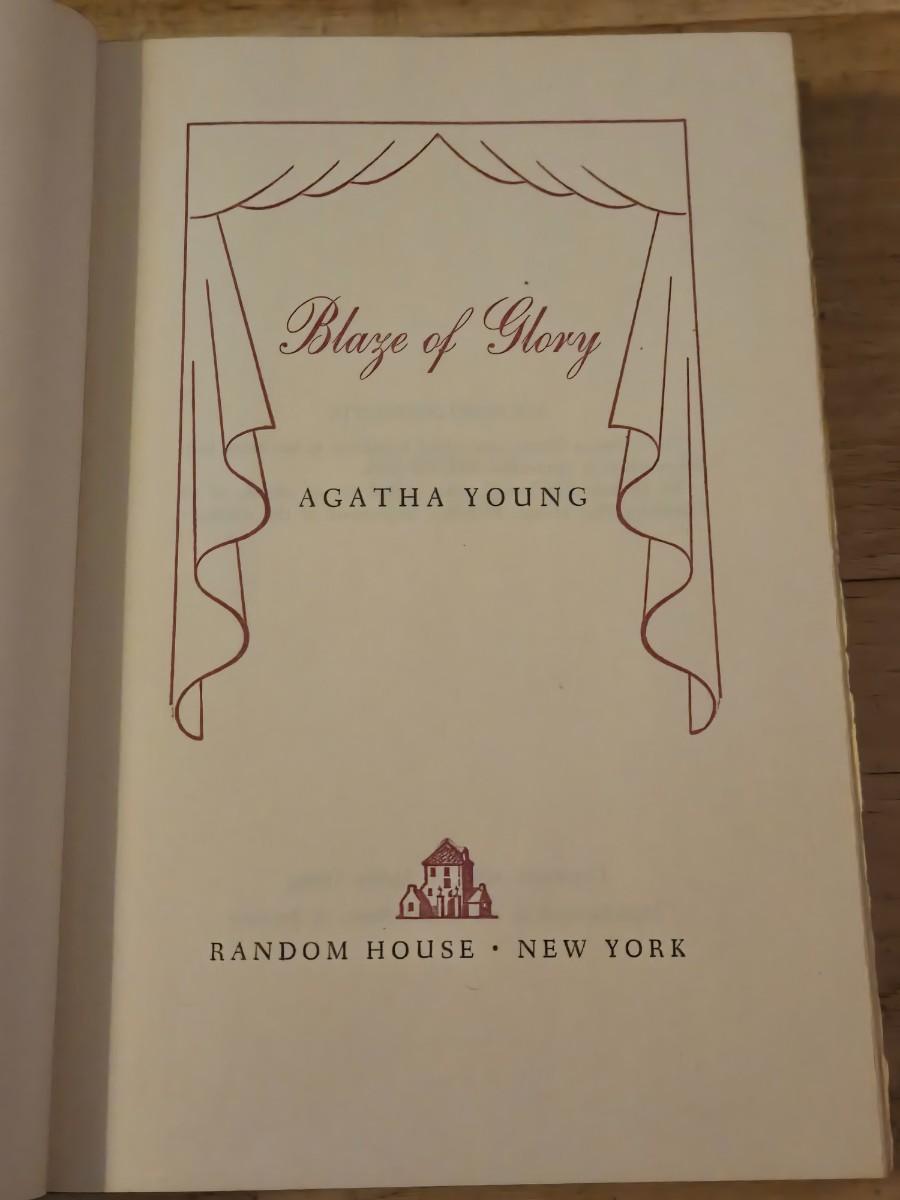 Blaze of Glory
AGATHA YOUNG
RANDOM HOUSE · NEW YORK